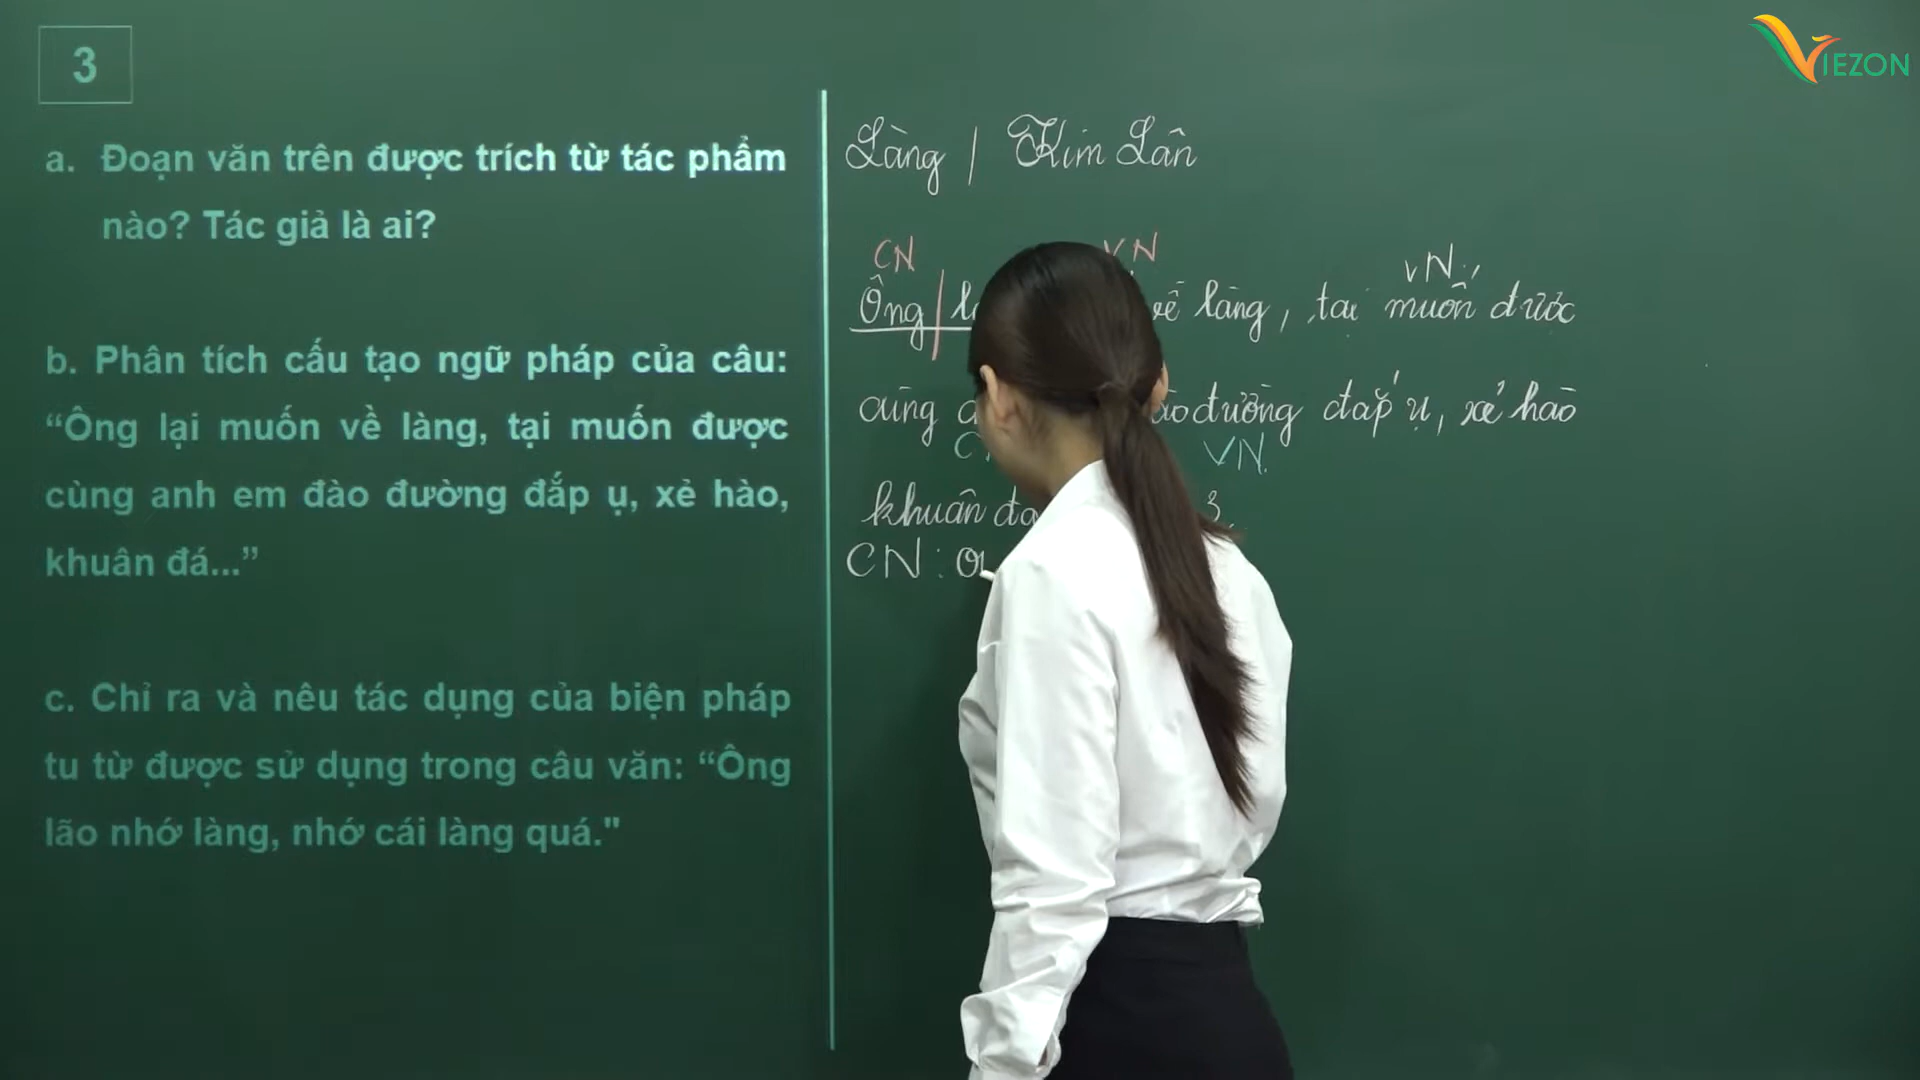 3
VIEZON
a. Đoạn văn trên được trích từ tác phẩm
nào? Tác giả là ai?
b. Phân tích cấu tạo ngữ pháp của câu:
“Ông lại muốn về làng, tại muốn được
cùng anh em đào đường đắp ụ, xẻ hào,
khuân đá...”
c. Chỉ ra và nêu tác dụng của biện pháp
tu từ được sử dụng trong câu văn: “Ông
lão nhớ làng, nhớ cái làng quá."
Làng / Kim Lân
CN VN VN
Ông về làng, tại muốn được
cùng đường đắp ụ, xẻ hào
VN
khuân
CN: